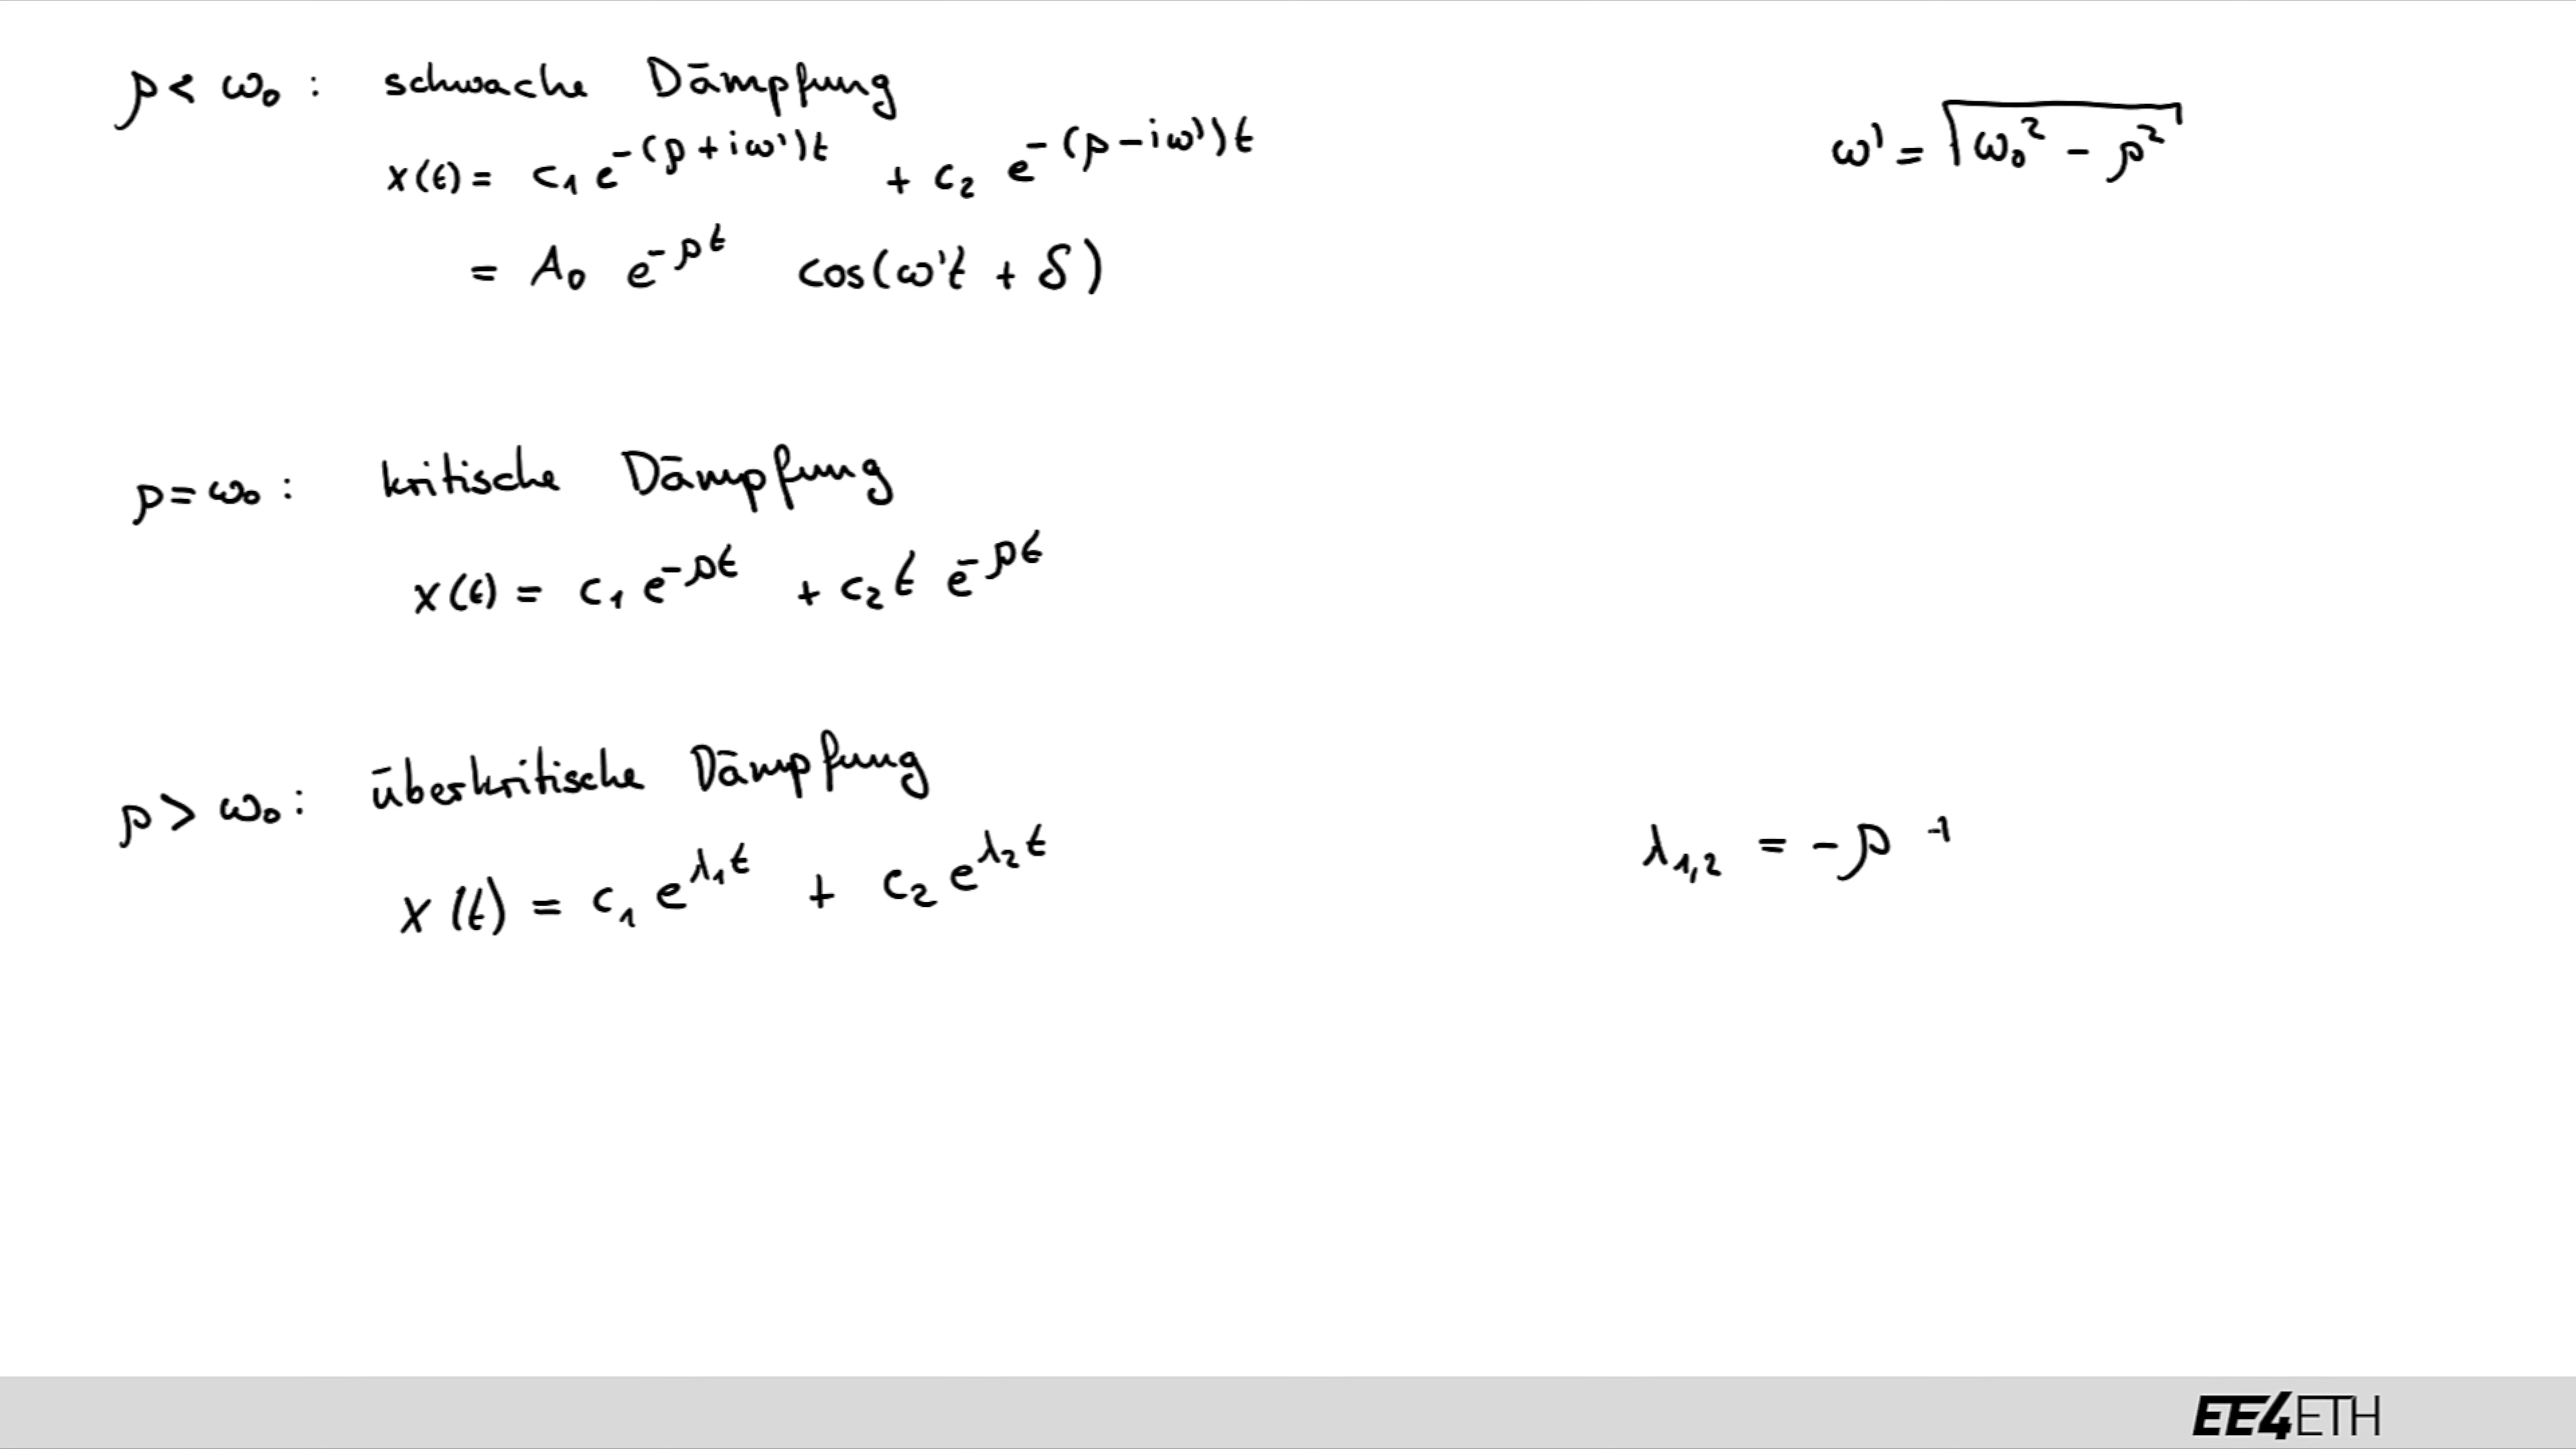 ρ < ω₀ : schwache Dämpfung
x(t) = c₁ e^-(ρ+iω')t + c₂ e^-(ρ-iω')t
ω' = √(ω₀² - ρ²)
= A₀ e^-ρt cos(ω't + δ)
ρ = ω₀ : kritische Dämpfung
x(t) = c₁ e^-ρt + c₂ t e^-ρt
ρ > ω₀ : überkritische Dämpfung
x(t) = c₁ e^λ₁t + c₂ e^λ₂t
λ₁,₂ = -ρ
EE4ETH